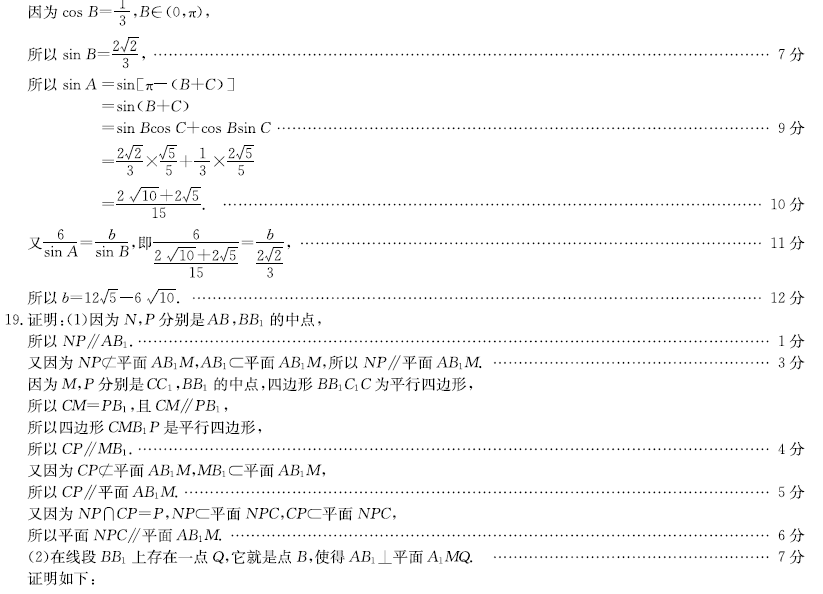 因为 cos B=1/3,B∈(0,π),
所以 sin B=2√2/3, …… 7 分
所以 sin A=sin[π-(B+C)]
=sin(B+C)
=sin Bcos C+cos Bsin C …… 9 分
=2√2/3×√5/5+1/3×2√5/5
=(2√10+2√5)/15. …… 10 分
又 6/sin A=b/sin B,即 6/((2√10+2√5)/15)=b/(2√2/3), …… 11 分
所以 b=12√5-6√10. …… 12 分
19.证明:(1)因为 N,P 分别是 AB,BB₁ 的中点,
所以 NP∥AB₁. …… 1 分
又因为 NP⊄平面 AB₁M,AB₁⊂平面 AB₁M,所以 NP∥平面 AB₁M. …… 3 分
因为 M,P 分别是 CC₁,BB₁ 的中点,四边形 BB₁C₁C 为平行四边形,
所以 CM=PB₁,且 CM∥PB₁,
所以四边形 CMB₁P 是平行四边形,
所以 CP∥MB₁. …… 4 分
又因为 CP⊄平面 AB₁M,MB₁⊂平面 AB₁M,
所以 CP∥平面 AB₁M. …… 5 分
又因为 NP∩CP=P,NP⊂平面 NPC,CP⊂平面 NPC,
所以平面 NPC∥平面 AB₁M. …… 6 分
(2)在线段 BB₁ 上存在一点 Q,它就是点 B,使得 AB₁⊥平面 A₁MQ. …… 7 分
证明如下: